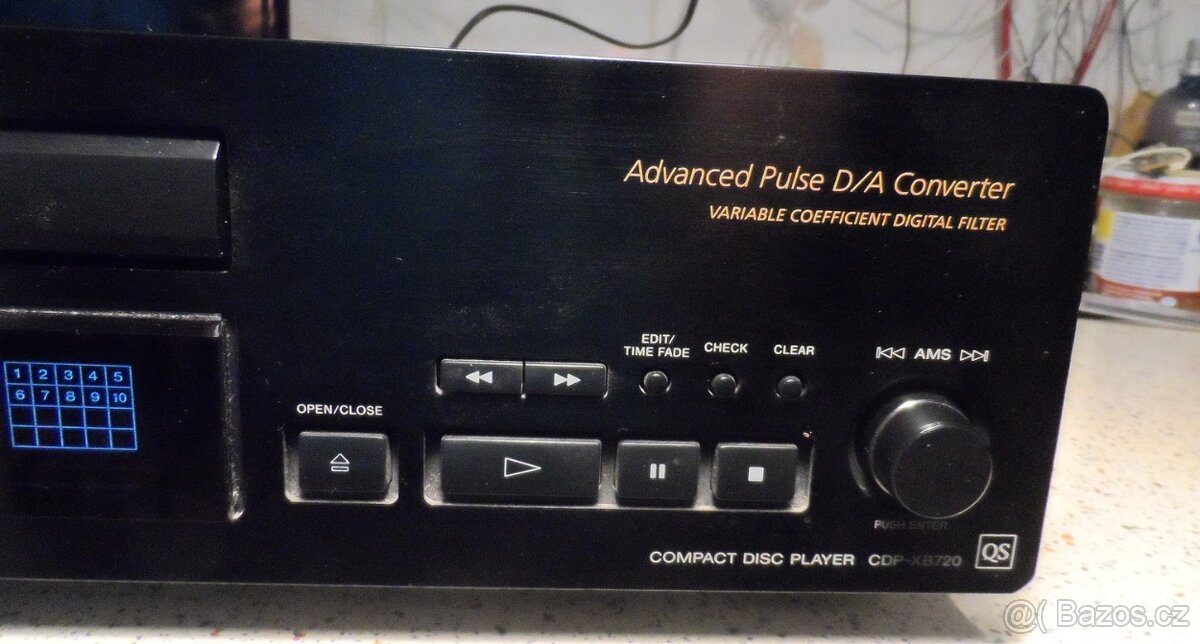 Advanced Pulse D/A Converter
VARIABLE COEFFICIENT DIGITAL FILTER
EDIT/
TIME FADE
CHECK
CLEAR
AMS
1 2 3 4 5
6 7 8 9 10
OPEN/CLOSE
PUSH ENTER
COMPACT DISC PLAYER CDP-XB720
QS
@( Bazos.cz